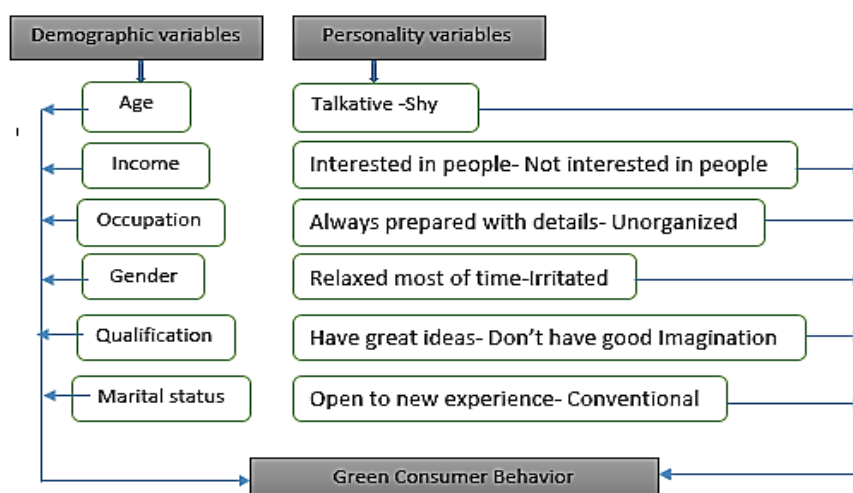 Demographic variables
Personality variables
Age
Talkative -Shy
Income
Interested in people- Not interested in people
Occupation
Always prepared with details- Unorganized
Gender
Relaxed most of time-Irritated
Qualification
Have great ideas- Don’t have good Imagination
Marital status
Open to new experience- Conventional
Green Consumer Behavior